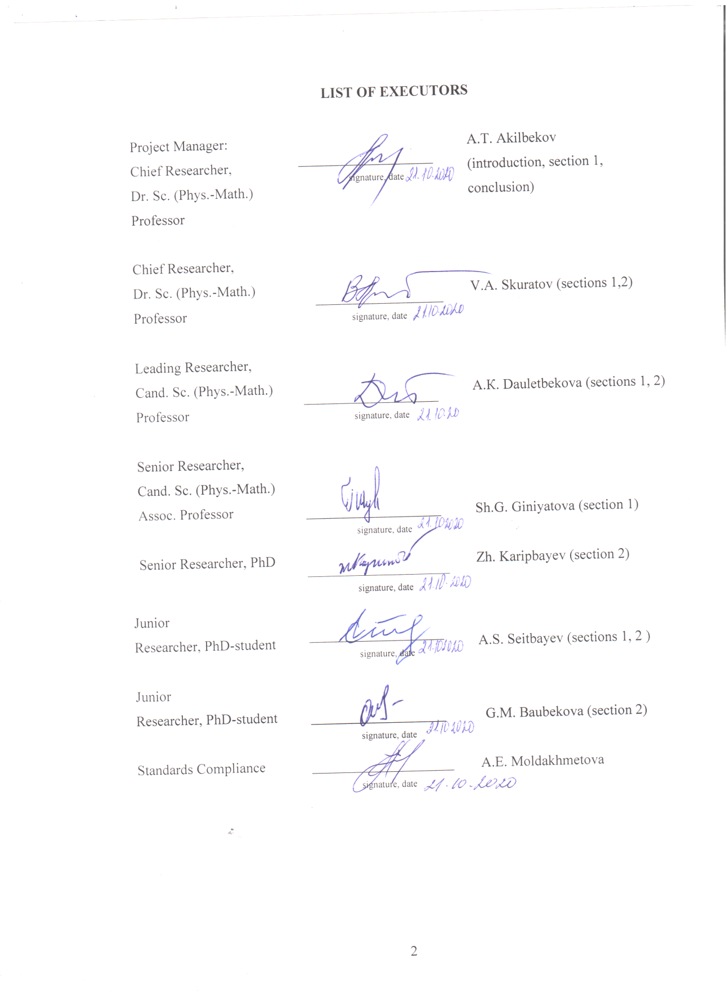 LIST OF EXECUTORS
Project Manager:
Chief Researcher,
Dr. Sc. (Phys.-Math.)
Professor
signature, date 21.10.2020
A.T. Akilbekov
(introduction, section 1,
conclusion)
Chief Researcher,
Dr. Sc. (Phys.-Math.)
Professor
signature, date 21.10.2020
V.A. Skuratov (sections 1,2)
Leading Researcher,
Cand. Sc. (Phys.-Math.)
Professor
signature, date 21.10.20
A.K. Dauletbekova (sections 1, 2)
Senior Researcher,
Cand. Sc. (Phys.-Math.)
Assoc. Professor
signature, date 21.10 2020
Sh.G. Giniyatova (section 1)
Senior Researcher, PhD
signature, date 21.10.2020
Zh. Karipbayev (section 2)
Junior
Researcher, PhD-student
signature, date 21.10 2020
A.S. Seitbayev (sections 1, 2 )
Junior
Researcher, PhD-student
signature, date 21.10 2020
G.M. Baubekova (section 2)
Standards Compliance
signature, date 21.10.2020
A.E. Moldakhmetova
2